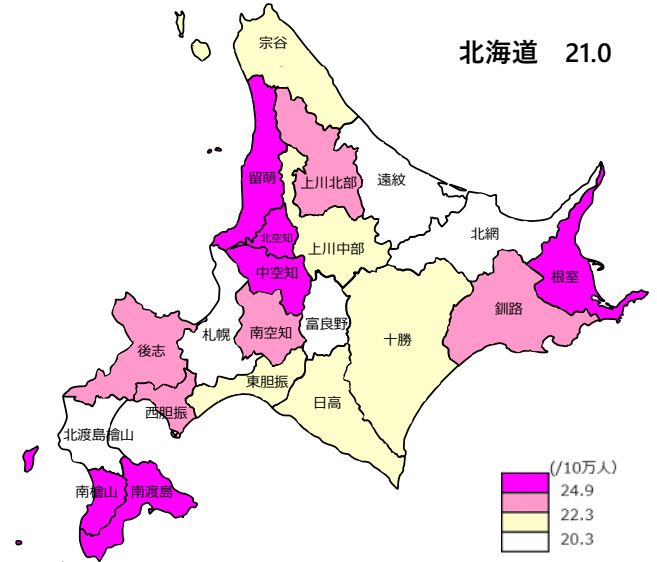 宗谷
北海道　21.0
留萌
上川北部
遠紋
北空知
上川中部
北網
中空知
根室
釧路
札幌
南空知
富良野
十勝
後志
東胆振
西胆振
日高
北渡島檜山
南檜山
南渡島
(/10万人)
24.9
22.3
20.3